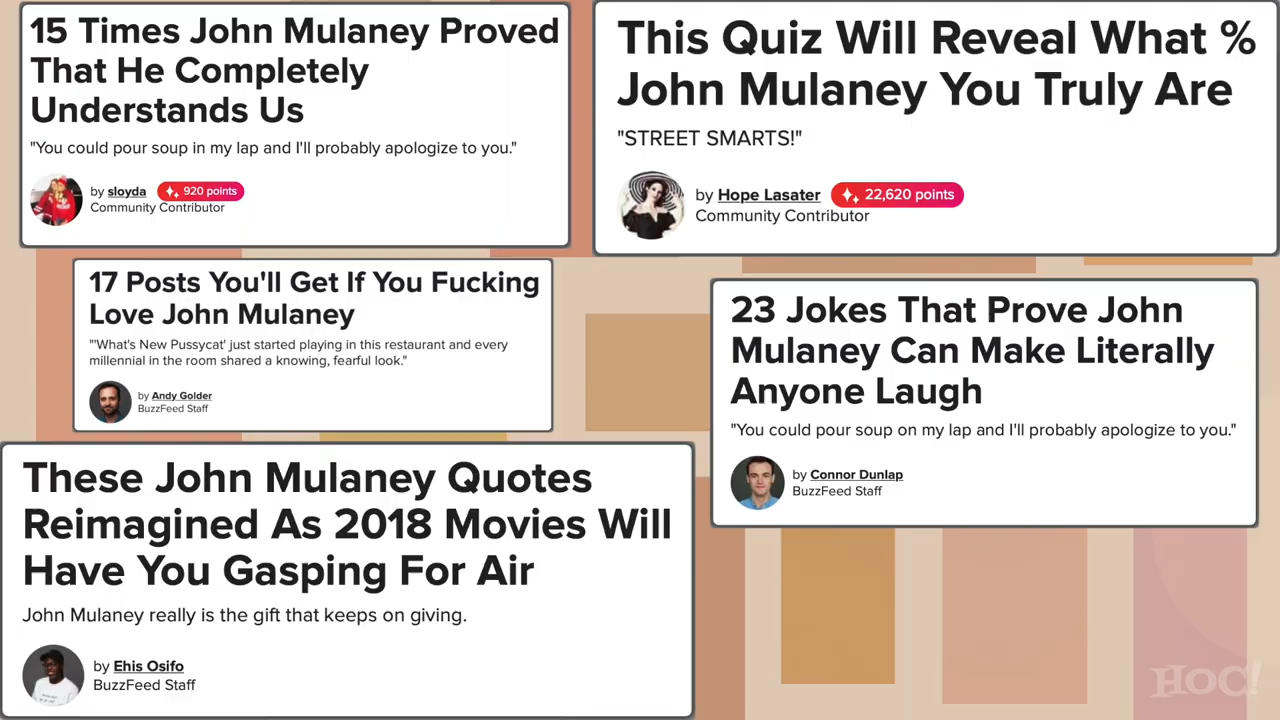 15 Times John Mulaney Proved
That He Completely
Understands Us
"You could pour soup in my lap and I'll probably apologize to you."
by sloyda 920 points
Community Contributor
This Quiz Will Reveal What %
John Mulaney You Truly Are
"STREET SMARTS!"
by Hope Lasater 22,620 points
Community Contributor
17 Posts You'll Get If You Fucking
Love John Mulaney
"'What's New Pussycat' just started playing in this restaurant and every
millennial in the room shared a knowing, fearful look."
by Andy Golder
BuzzFeed Staff
23 Jokes That Prove John
Mulaney Can Make Literally
Anyone Laugh
"You could pour soup on my lap and I'll probably apologize to you."
by Connor Dunlap
BuzzFeed Staff
These John Mulaney Quotes
Reimagined As 2018 Movies Will
Have You Gasping For Air
John Mulaney really is the gift that keeps on giving.
by Ehis Osifo
BuzzFeed Staff
HOC!